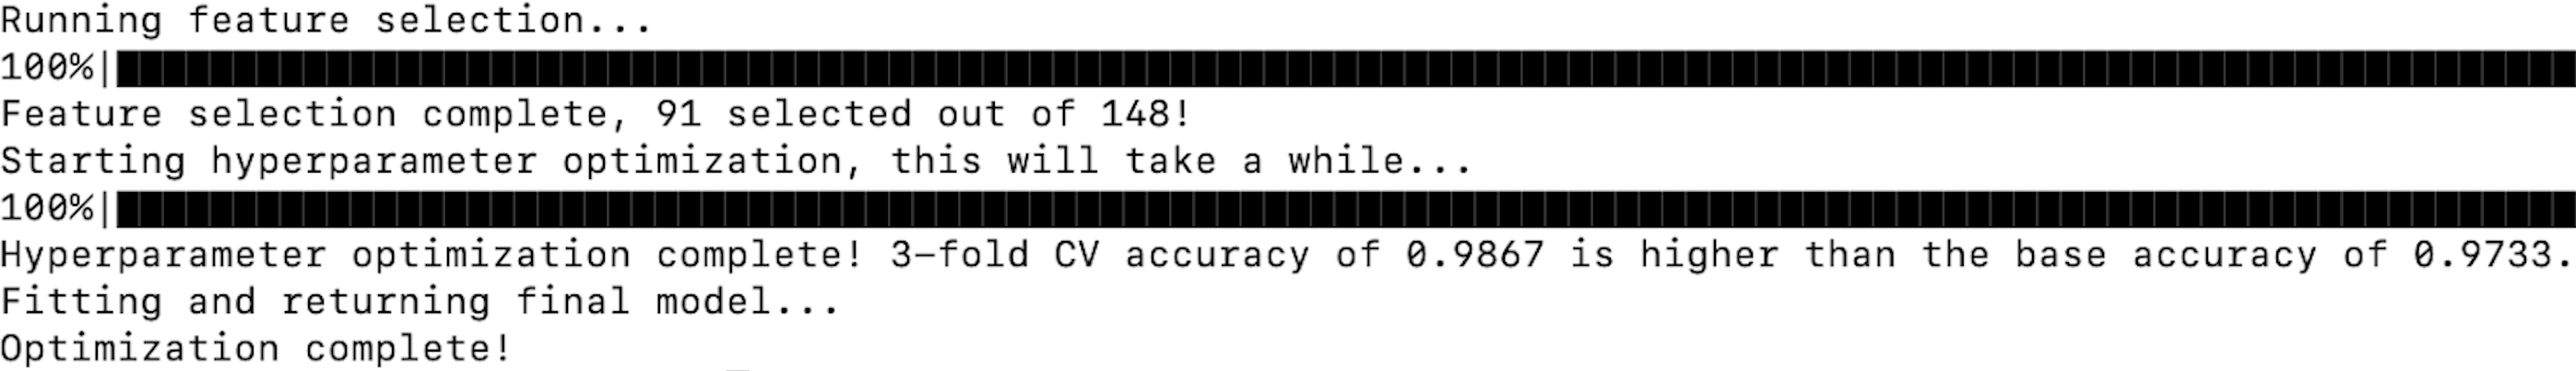 Running feature selection...
100%|
Feature selection complete, 91 selected out of 148!
Starting hyperparameter optimization, this will take a while...
100%|
Hyperparameter optimization complete! 3-fold CV accuracy of 0.9867 is higher than the base accuracy of 0.9733.
Fitting and returning final model...
Optimization complete!